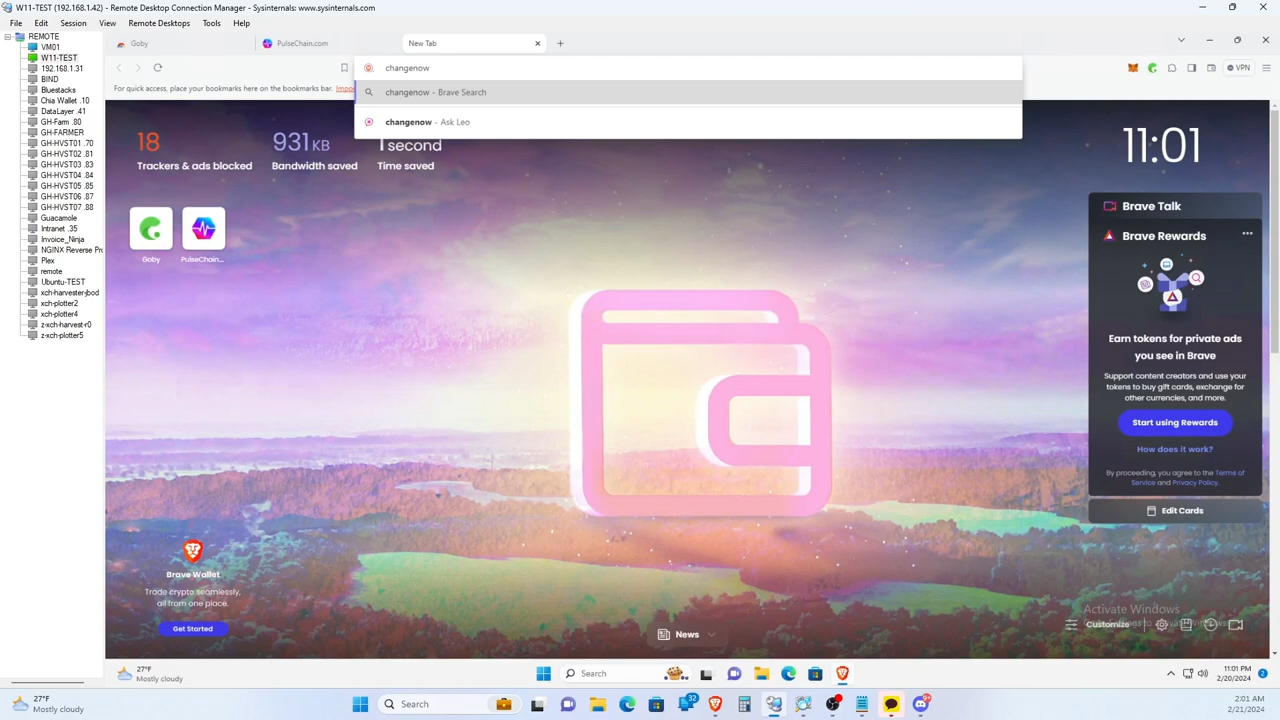 W11-TEST (192.168.1.42) - Remote Desktop Connection Manager - Sysinternals: www.sysinternals.com
File Edit Session View Remote Desktops Tools Help
REMOTE
VM01
W11-TEST
192.168.1.31
BIND
Bluestacks
Chia Wallet .10
DataLayer .41
GH-Farm .80
GH-FARMER
GH-HVST01 .70
GH-HVST02 .81
GH-HVST03 .83
GH-HVST04 .84
GH-HVST05 .85
GH-HVST06 .87
GH-HVST07 .88
Guacamole
Intranet .35
Invoice_Ninja
NGINX Reverse Pro
Plex
remote
Ubuntu-TEST
xch-harvester-jbod
xch-plotter2
xch-plotter4
z-xch-harvest-r0
z-xch-plotter5
Goby PulseChain.com New Tab
changenow
VPN
For quick access, place your bookmarks here on the bookmarks bar.
changenow - Brave Search
changenow - Ask Leo
18
Trackers & ads blocked
931 KB
Bandwidth saved
1 second
Time saved
11:01
Goby
PulseChain...
Brave Talk
Brave Rewards
Earn tokens for private ads
you see in Brave
Support content creators and use your
tokens to buy gift cards, exchange for
other currencies, and more.
Start using Rewards
How does it work?
By proceeding, you agree to the Terms of
Service and Privacy Policy.
Edit Cards
Brave Wallet
Trade crypto seamlessly,
all from one place.
Get Started
News
Activate Windows
Customize
27°F
Mostly cloudy
Search
11:01 PM
2/20/2024
2
27°F
Mostly cloudy
Search
32
9+
2:01 AM
2/21/2024